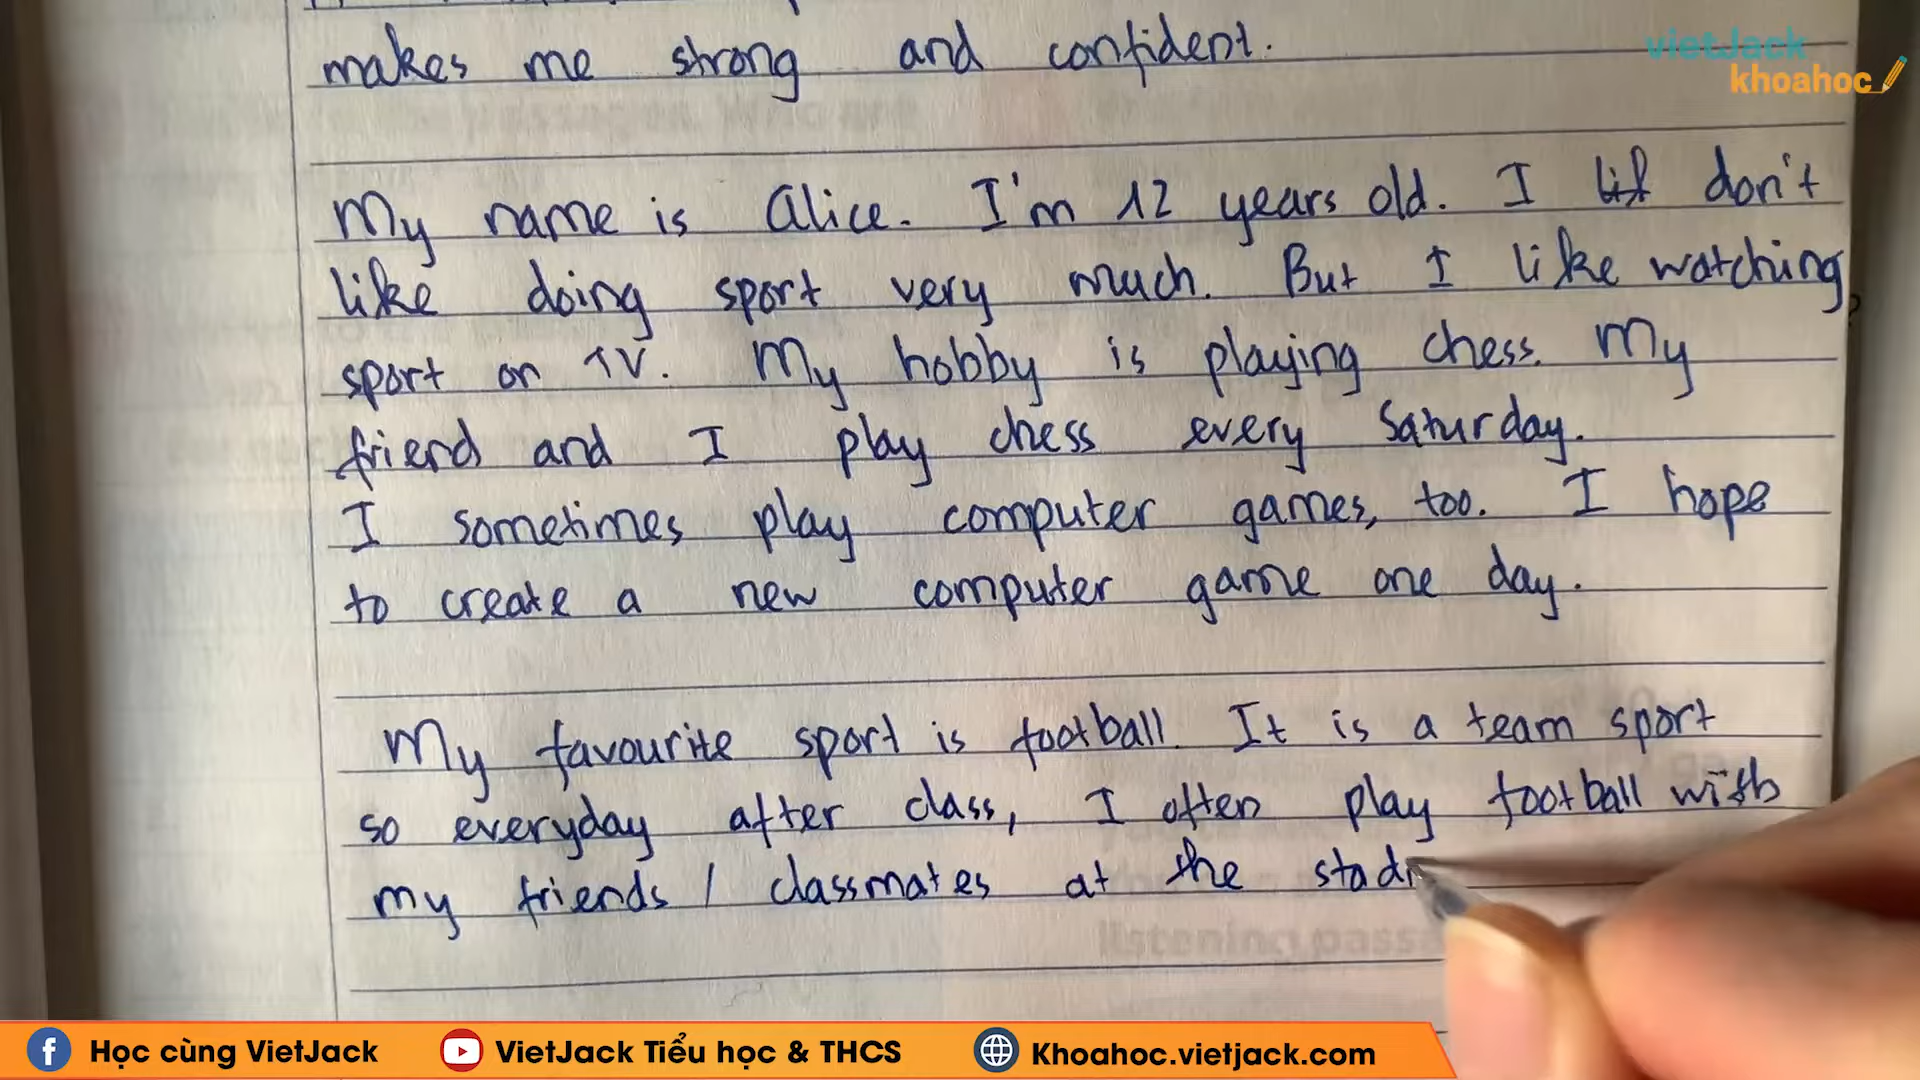 makes me strong and confident.
vietJack
khoahoc
My name is Alice. I'm 12 years old. I don't
like doing sport very much. But I like watching
sport on TV. My hobby is playing chess. My
friend and I play chess every Saturday.
I sometimes play computer games, too. I hope
to create a new computer game one day.
My favourite sport is football. It is a team sport
so everyday after class, I often play football with
my friends / classmates at the stadi
listening passa
Học cùng VietJack
VietJack Tiểu học & THCS
Khoahoc.vietjack.com